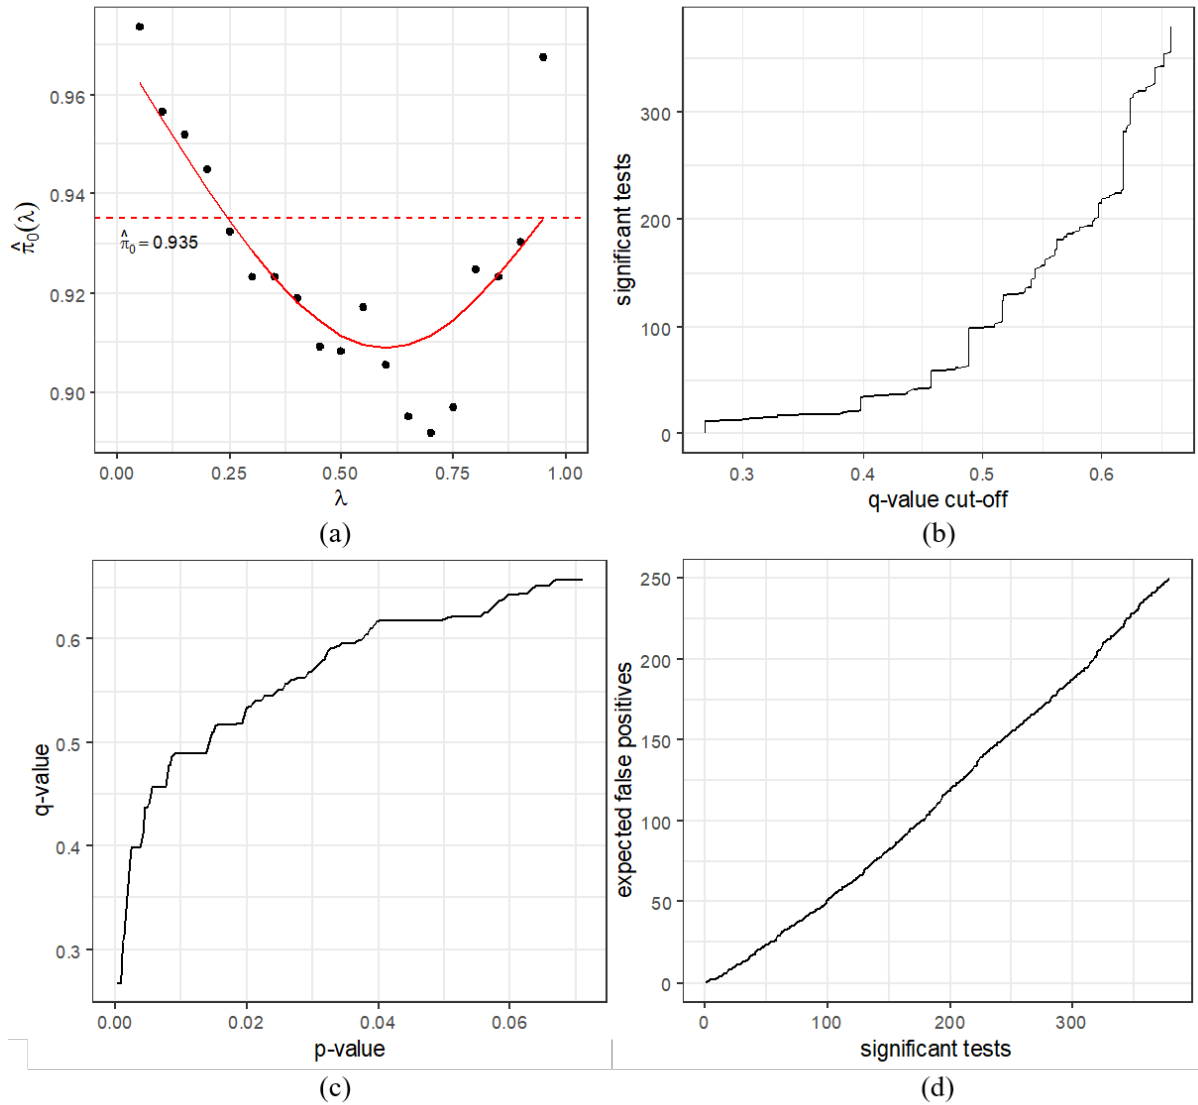 0.96
0.94
0.92
0.90
π̂₀(λ)
π̂₀ = 0.935
0.00 0.25 0.50 0.75 1.00
λ
(a)
300
200
100
0
significant tests
0.3 0.4 0.5 0.6
q-value cut-off
(b)
0.6
0.5
0.4
0.3
q-value
0.00 0.02 0.04 0.06
p-value
(c)
250
200
150
100
50
0
expected false positives
0 100 200 300
significant tests
(d)